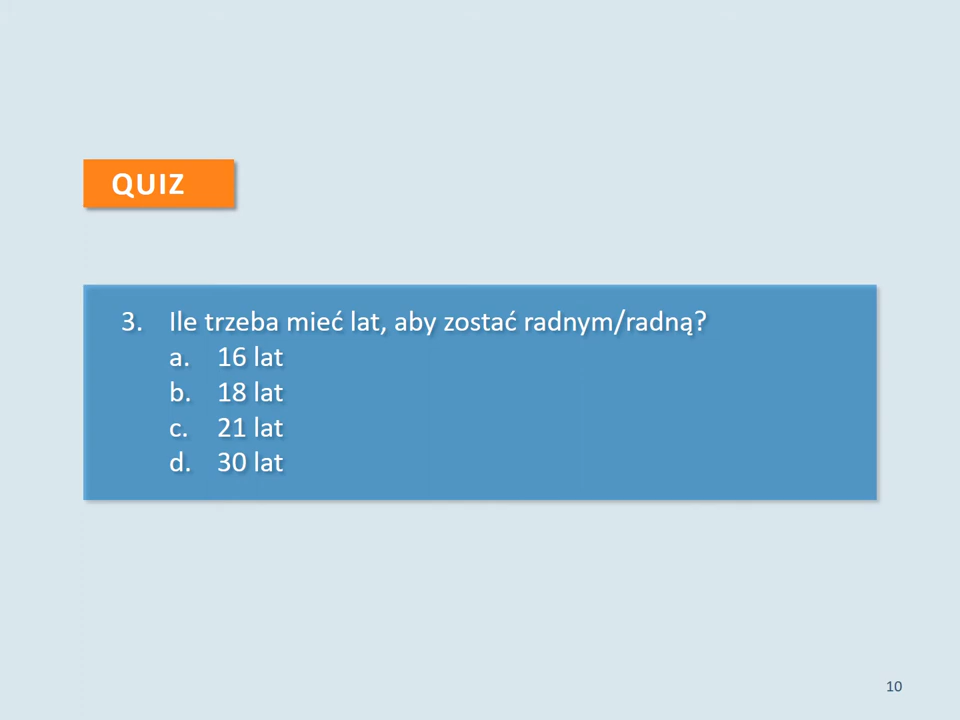 QUIZ
3. Ile trzeba mieć lat, aby zostać radnym/radną?
a. 16 lat
b. 18 lat
c. 21 lat
d. 30 lat
10